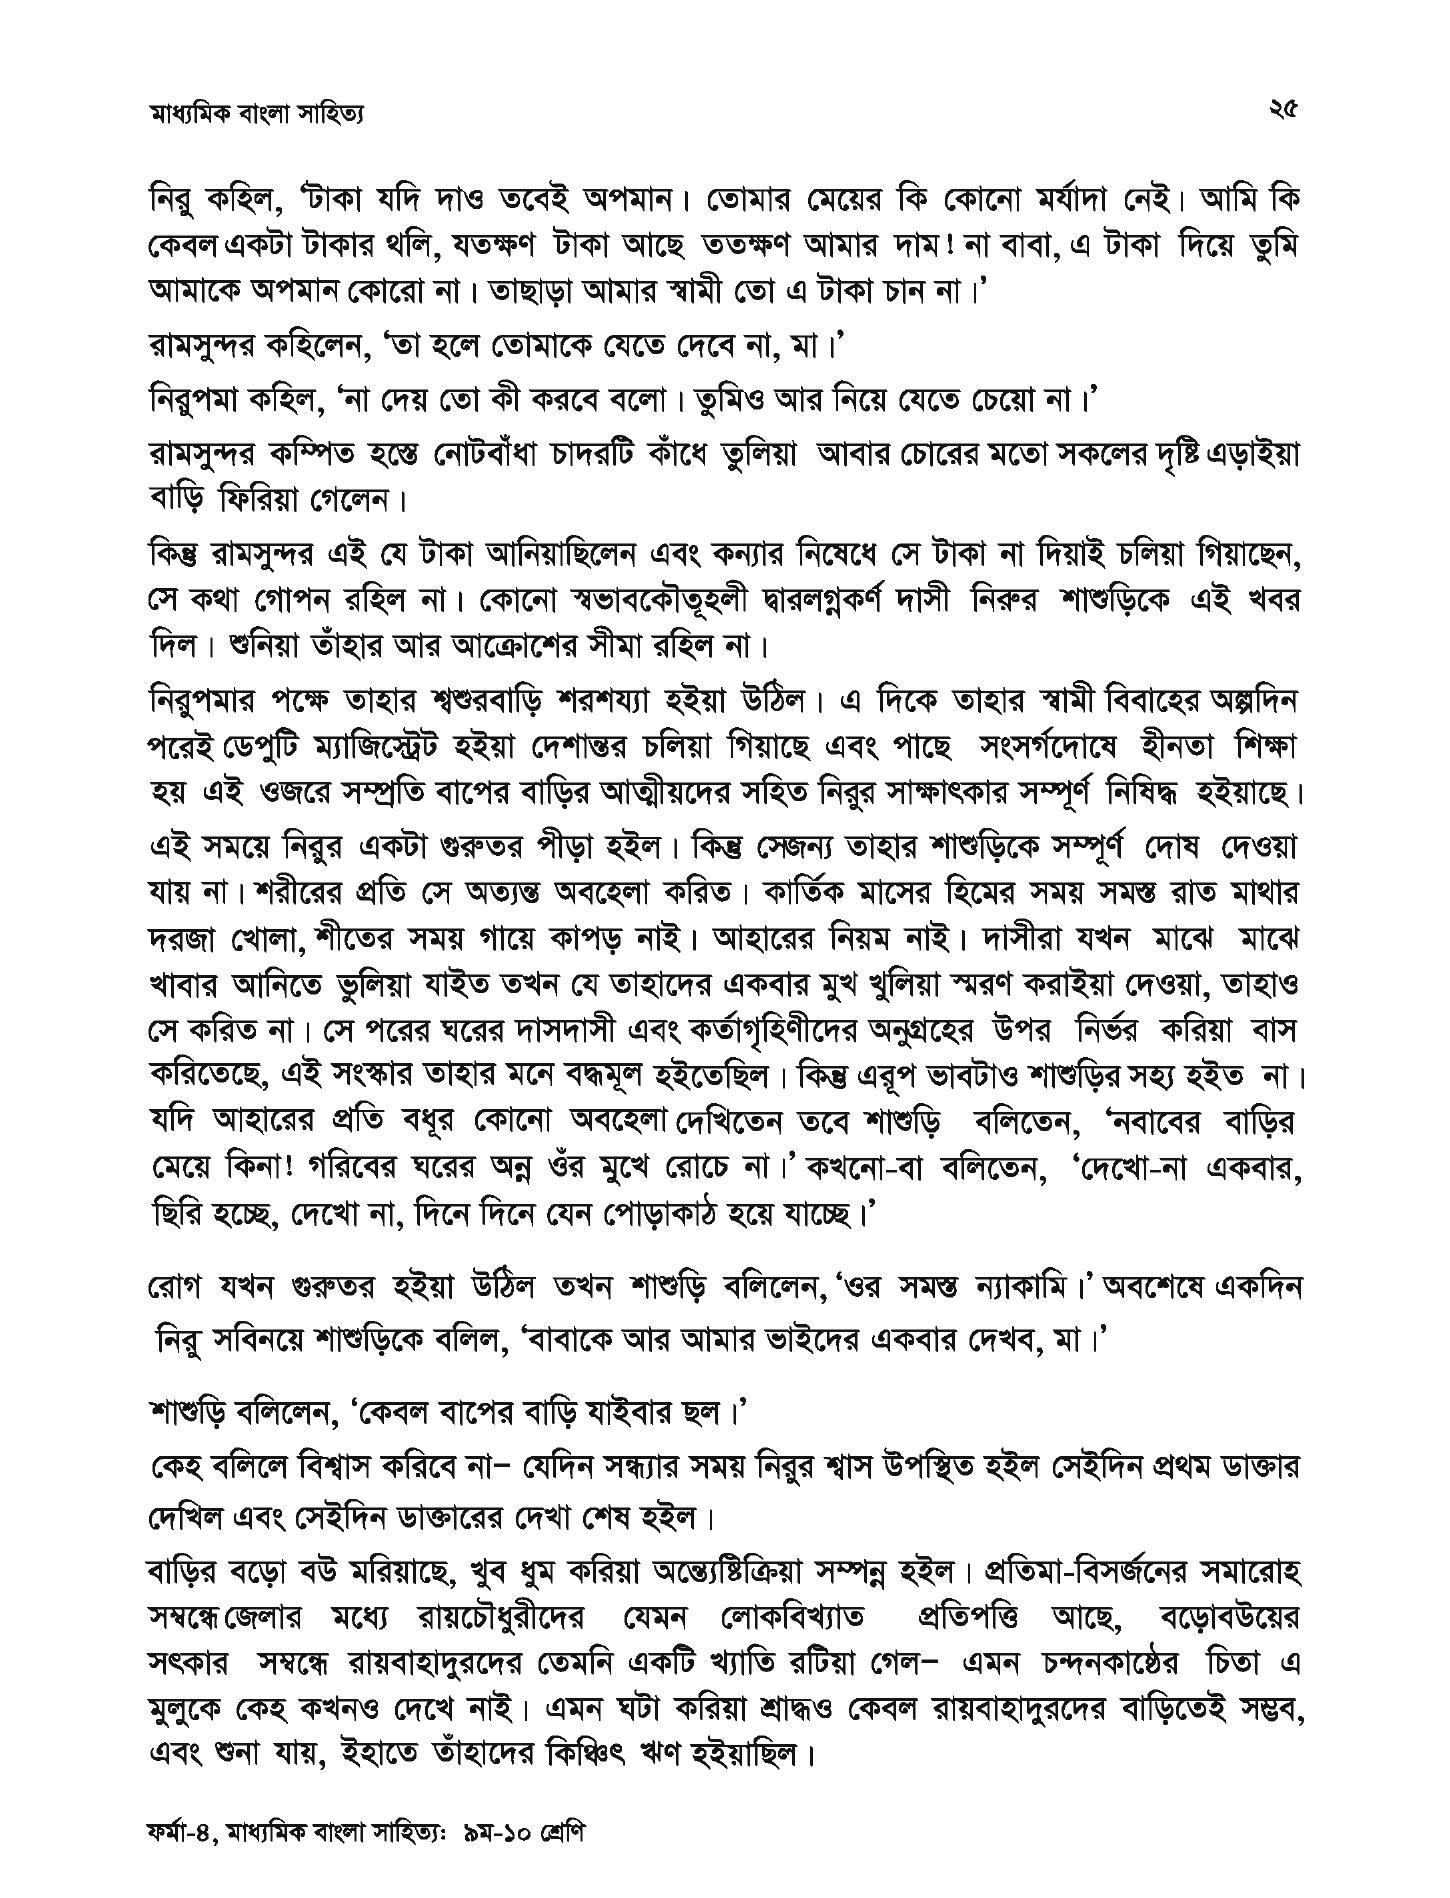 মাধ্যমিক বাংলা সাহিত্য
২৫
নিরু কহিল, ‘টাকা যদি দাও তবেই অপমান। তোমার মেয়ের কি কোনো মর্যাদা নেই। আমি কি
কেবল একটা টাকার থলি, যতক্ষণ টাকা আছে ততক্ষণ আমার দাম! না বাবা, এ টাকা দিয়ে তুমি
আমাকে অপমান কোরো না। তাছাড়া আমার স্বামী তো এ টাকা চান না।’
রামসুন্দর কহিলেন, ‘তা হলে তোমাকে যেতে দেবে না, মা।’
নিরুপমা কহিল, ‘না দেয় তো কী করবে বলো। তুমিও আর নিয়ে যেতে চেয়ো না।’
রামসুন্দর কম্পিত হস্তে নোটবাঁধা চাদরটি কাঁধে তুলিয়া আবার চোরের মতো সকলের দৃষ্টি এড়াইয়া
বাড়ি ফিরিয়া গেলেন।
কিন্তু রামসুন্দর এই যে টাকা আনিয়াছিলেন এবং কন্যার নিষেধে সে টাকা না দিয়াই চলিয়া গিয়াছেন,
সে কথা গোপন রহিল না। কোনো স্বভাবকৌতূহলী দ্বারলগ্নকর্ণ দাসী নিরুর শাশুড়িকে এই খবর
দিল। শুনিয়া তাঁহার আর আক্রোশের সীমা রহিল না।
নিরুপমার পক্ষে তাহার শ্বশুরবাড়ি শরশয্যা হইয়া উঠিল। এ দিকে তাহার স্বামী বিবাহের অল্পদিন
পরেই ডেপুটি ম্যাজিস্ট্রেট হইয়া দেশান্তর চলিয়া গিয়াছে এবং পাছে সংসর্গদোষে হীনতা শিক্ষা
হয় এই ওজরে সম্প্রতি বাপের বাড়ির আত্মীয়দের সহিত নিরুর সাক্ষাৎকার সম্পূর্ণ নিষিদ্ধ হইয়াছে।
এই সময়ে নিরুর একটা গুরুতর পীড়া হইল। কিন্তু সেজন্য তাহার শাশুড়িকে সম্পূর্ণ দোষ দেওয়া
যায় না। শরীরের প্রতি সে অত্যন্ত অবহেলা করিত। কার্তিক মাসের হিমের সময় সমস্ত রাত মাথার
দরজা খোলা, শীতের সময় গায়ে কাপড় নাই। আহারের নিয়ম নাই। দাসীরা যখন মাঝে মাঝে
খাবার আনিতে ভুলিয়া যাইত তখন যে তাহাদের একবার মুখ খুলিয়া স্মরণ করাইয়া দেওয়া, তাহাও
সে করিত না। সে পরের ঘরের দাসদাসী এবং কর্তাগৃহিণীদের অনুগ্রহের উপর নির্ভর করিয়া বাস
করিতেছে, এই সংস্কার তাহার মনে বদ্ধমূল হইতেছিল। কিন্তু এরূপ ভাবটাও শাশুড়ির সহ্য হইত না।
যদি আহারের প্রতি বধূর কোনো অবহেলা দেখিতেন তবে শাশুড়ি বলিতেন, ‘নবাবের বাড়ির
মেয়ে কিনা! গরিবের ঘরের অন্ন ওঁর মুখে রোচে না।’ কখনো-বা বলিতেন, ‘দেখো-না একবার,
ছিরি হচ্ছে, দেখো না, দিনে দিনে যেন পোড়াকাঠ হয়ে যাচ্ছে।’
রোগ যখন গুরুতর হইয়া উঠিল তখন শাশুড়ি বলিলেন, ‘ওর সমস্ত ন্যাকামি।’ অবশেষে একদিন
নিরু সবিনয়ে শাশুড়িকে বলিল, ‘বাবাকে আর আমার ভাইদের একবার দেখব, মা।’
শাশুড়ি বলিলেন, ‘কেবল বাপের বাড়ি যাইবার ছল।’
কেহ বলিলে বিশ্বাস করিবে না– যেদিন সন্ধ্যার সময় নিরুর শ্বাস উপস্থিত হইল সেইদিন প্রথম ডাক্তার
দেখিল এবং সেইদিন ডাক্তারের দেখা শেষ হইল।
বাড়ির বড়ো বউ মরিয়াছে, খুব ধুম করিয়া অন্ত্যেষ্টিক্রিয়া সম্পন্ন হইল। প্রতিমা-বিসর্জনের সমারোহ
সম্বন্ধে জেলার মধ্যে রায়চৌধুরীদের যেমন লোকবিখ্যাত প্রতিপত্তি আছে, বড়োবউয়ের
সৎকার সম্বন্ধে রায়বাহাদুরদের তেমনি একটি খ্যাতি রটিয়া গেল– এমন চন্দনকাষ্ঠের চিতা এ
মুলুকে কেহ কখনও দেখে নাই। এমন ঘটা করিয়া শ্রাদ্ধও কেবল রায়বাহাদুরদের বাড়িতেই সম্ভব,
এবং শুনা যায়, ইহাতে তাঁহাদের কিঞ্চিৎ ঋণ হইয়াছিল।
ফর্মা-৪, মাধ্যমিক বাংলা সাহিত্যঃ ৯ম-১০ শ্রেণি